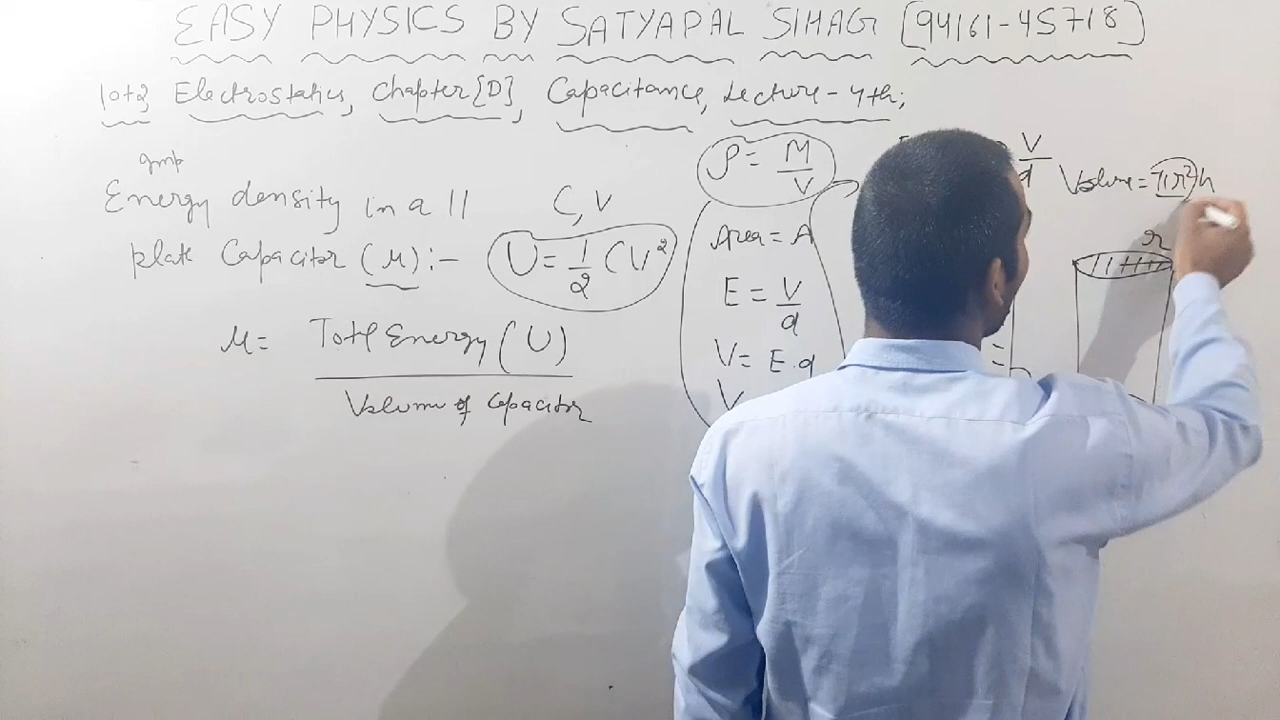 EASY PHYSICS BY SATYAPAL SIHAG [94161-45718]
10+2 Electrostatics, Chapter [D], Capacitance, Lecture - 4th;
Imp
Energy density in a ||
plate Capacitor (u) :-
C, V
U = 1/2 CV²
u = Total Energy (U) / Volume of Capacitor
ρ = M/V
Area = A
E = V/d
V = E.d
V
V/d
Volume = πr²h
r